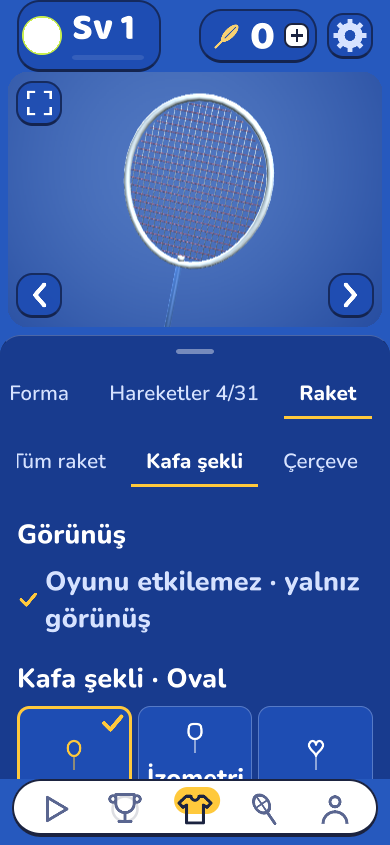 Sv 1
0
Forma Hareketler 4/31 Raket
Tüm raket Kafa şekli Çerçeve
Görünüş
Oyunu etkilemez · yalnız
görünüş
Kafa şekli · Oval
İzometri